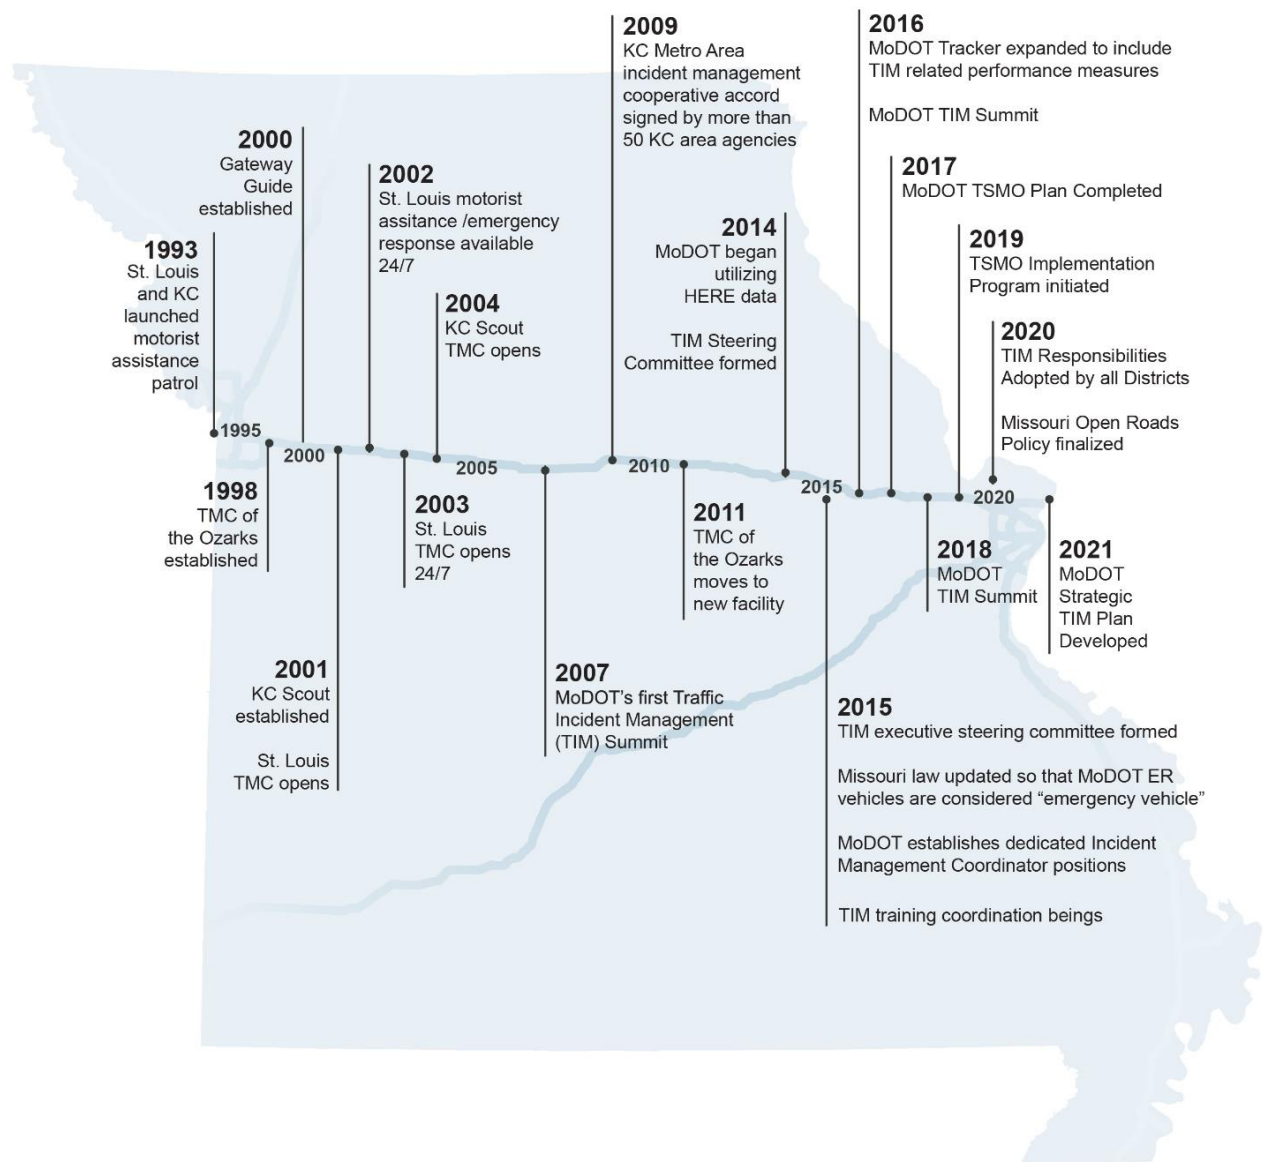 2009
KC Metro Area
incident management
cooperative accord
signed by more than
50 KC area agencies
2016
MoDOT Tracker expanded to include
TIM related performance measures
MoDOT TIM Summit
2000
Gateway
Guide
established
2002
St. Louis motorist
assitance /emergency
response available
24/7
2017
MoDOT TSMO Plan Completed
1993
St. Louis
and KC
launched
motorist
assistance
patrol
2014
MoDOT began
utilizing
HERE data
TIM Steering
Committee formed
2019
TSMO Implementation
Program initiated
2004
KC Scout
TMC opens
2020
TIM Responsibilities
Adopted by all Districts
Missouri Open Roads
Policy finalized
1995
2000
2005
2010
2015
2020
1998
TMC of
the Ozarks
established
2003
St. Louis
TMC opens
24/7
2011
TMC of
the Ozarks
moves to
new facility
2018
MoDOT
TIM Summit
2021
MoDOT
Strategic
TIM Plan
Developed
2001
KC Scout
established
St. Louis
TMC opens
2007
MoDOT's first Traffic
Incident Management
(TIM) Summit
2015
TIM executive steering committee formed
Missouri law updated so that MoDOT ER
vehicles are considered “emergency vehicle”
MoDOT establishes dedicated Incident
Management Coordinator positions
TIM training coordination beings